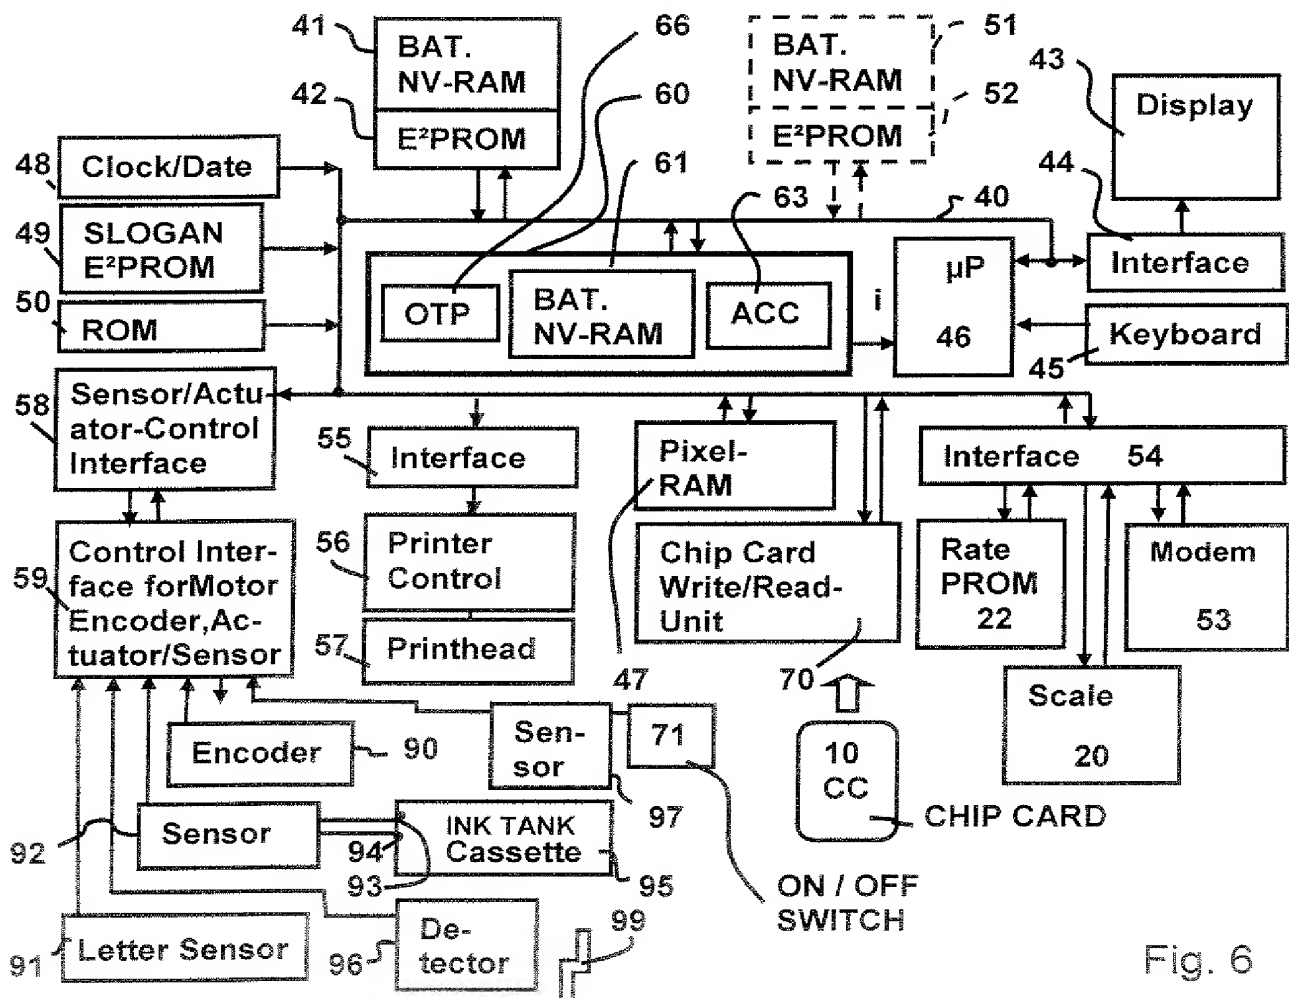 41
BAT.
NV-RAM
66
BAT.
NV-RAM
51
43
Display
42
E²PROM
60
E²PROM
52
48
Clock/Date
61
44
49
SLOGAN
E²PROM
63
40
Interface
50
ROM
OTP
BAT.
NV-RAM
ACC
i
µP
46
Keyboard
45
58
Sensor/Actu-
ator-Control
Interface
55
Interface
Pixel-
RAM
Interface 54
59
Control Inter-
face forMotor
Encoder,Ac-
tuator/Sensor
56
Printer
Control
Chip Card
Write/Read-
Unit
Rate
PROM
22
Modem
53
57
Printhead
47
70
Scale
20
Encoder
90
Sen-
sor
71
97
10
CC
CHIP CARD
92
Sensor
94
93
INK TANK
Cassette
95
ON / OFF
SWITCH
91
Letter Sensor
96
De-
tector
99
Fig. 6